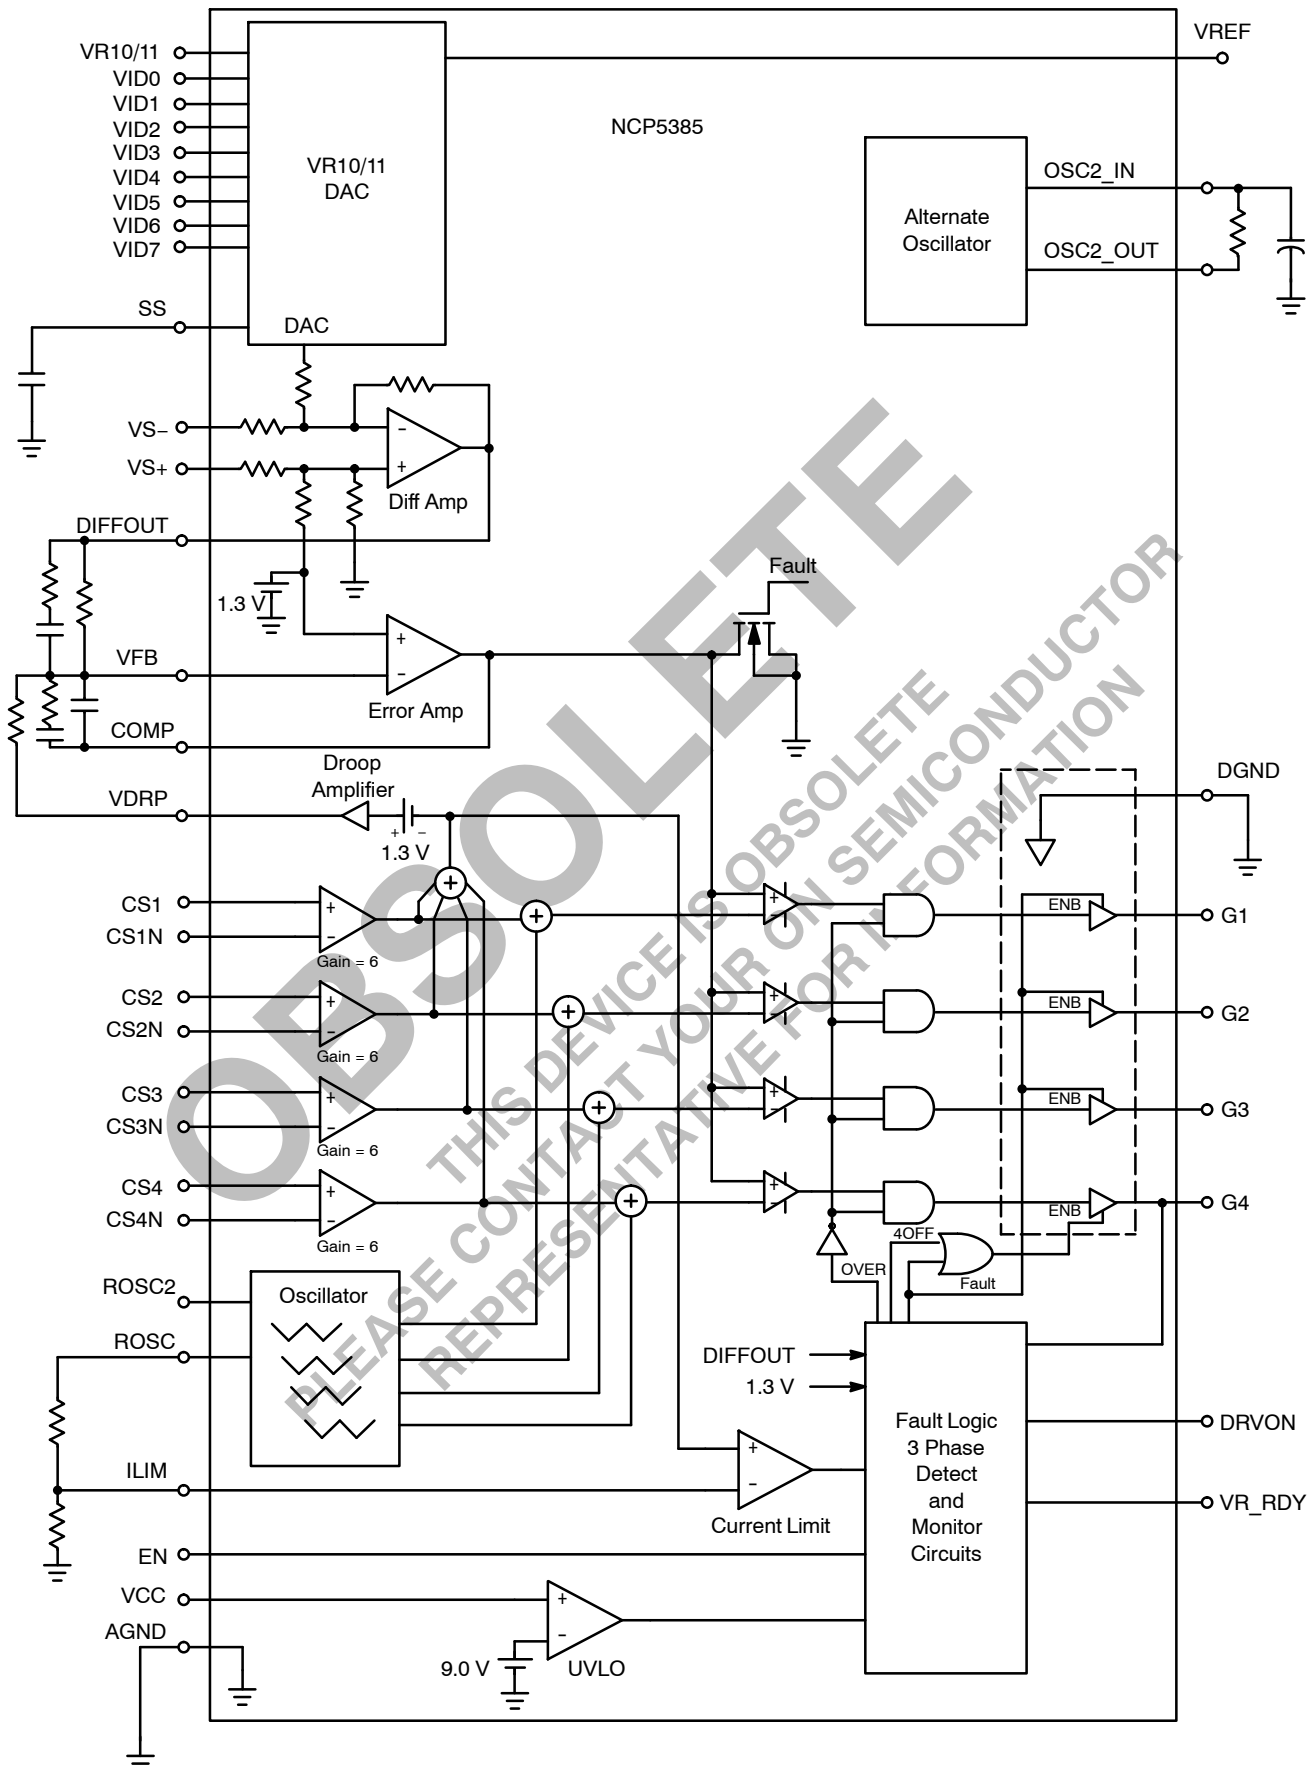 VREF
VR10/11
VID0
VID1
VID2
VID3
VID4
VID5
VID6
VID7
NCP5385
VR10/11
DAC
OSC2_IN
Alternate
Oscillator
OSC2_OUT
SS
DAC
VS–
–
VS+
+
Diff Amp
DIFFOUT
Fault
1.3 V
+
VFB
–
Error Amp
COMP
Droop
Amplifier
DGND
VDRP
+ –
1.3 V
+
CS1
+
+
+
–
ENB
G1
CS1N
–
Gain = 6
CS2
+
+
+
–
ENB
G2
CS2N
–
Gain = 6
CS3
+
+
+
–
ENB
G3
CS3N
–
Gain = 6
CS4
+
+
+
–
ENB
G4
CS4N
–
Gain = 6
4OFF
OVER
Fault
ROSC2
Oscillator
ROSC
DIFFOUT
1.3 V
Fault Logic
3 Phase
Detect
and
Monitor
Circuits
DRVON
+
ILIM
–
VR_RDY
Current Limit
EN
VCC
+
AGND
–
9.0 V
UVLO
OBSOLETE
THIS DEVICE IS OBSOLETE
PLEASE CONTACT YOUR ON SEMICONDUCTOR
REPRESENTATIVE FOR INFORMATION